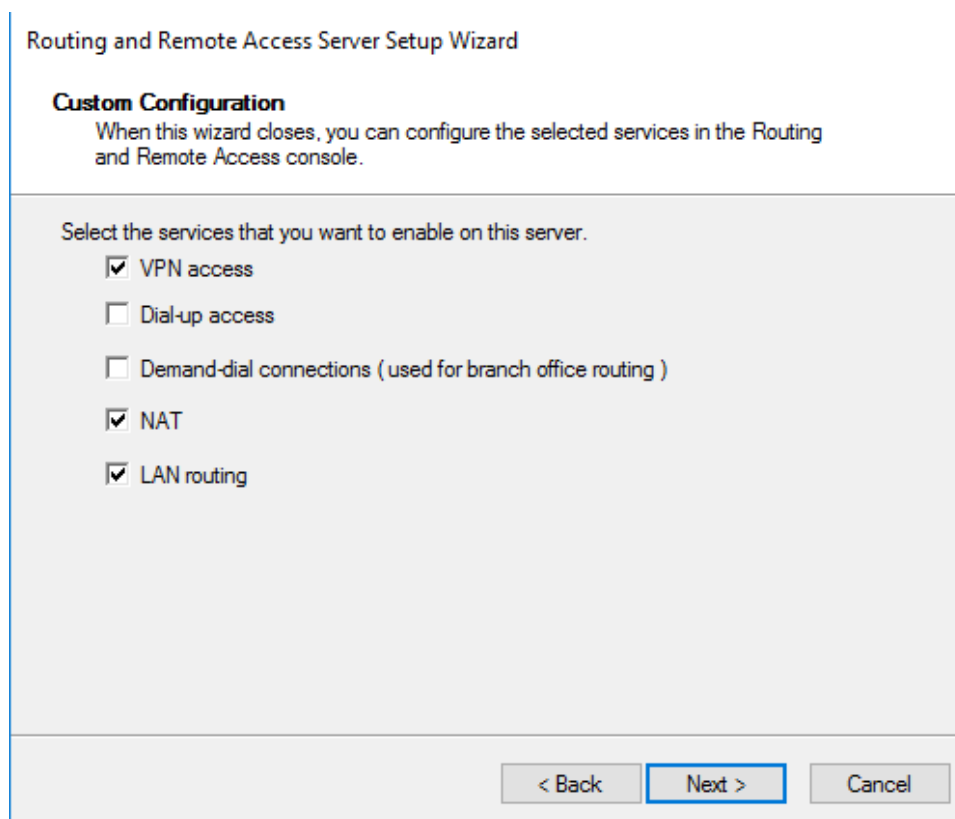 Routing and Remote Access Server Setup Wizard
Custom Configuration
When this wizard closes, you can configure the selected services in the Routing
and Remote Access console.
Select the services that you want to enable on this server.
VPN access
Dial-up access
Demand-dial connections ( used for branch office routing )
NAT
LAN routing
< Back
Next >
Cancel